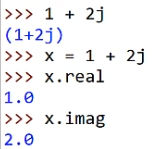 >>> 1 + 2j
(1+2j)
>>> x = 1 + 2j
>>> x.real
1.0
>>> x.imag
2.0